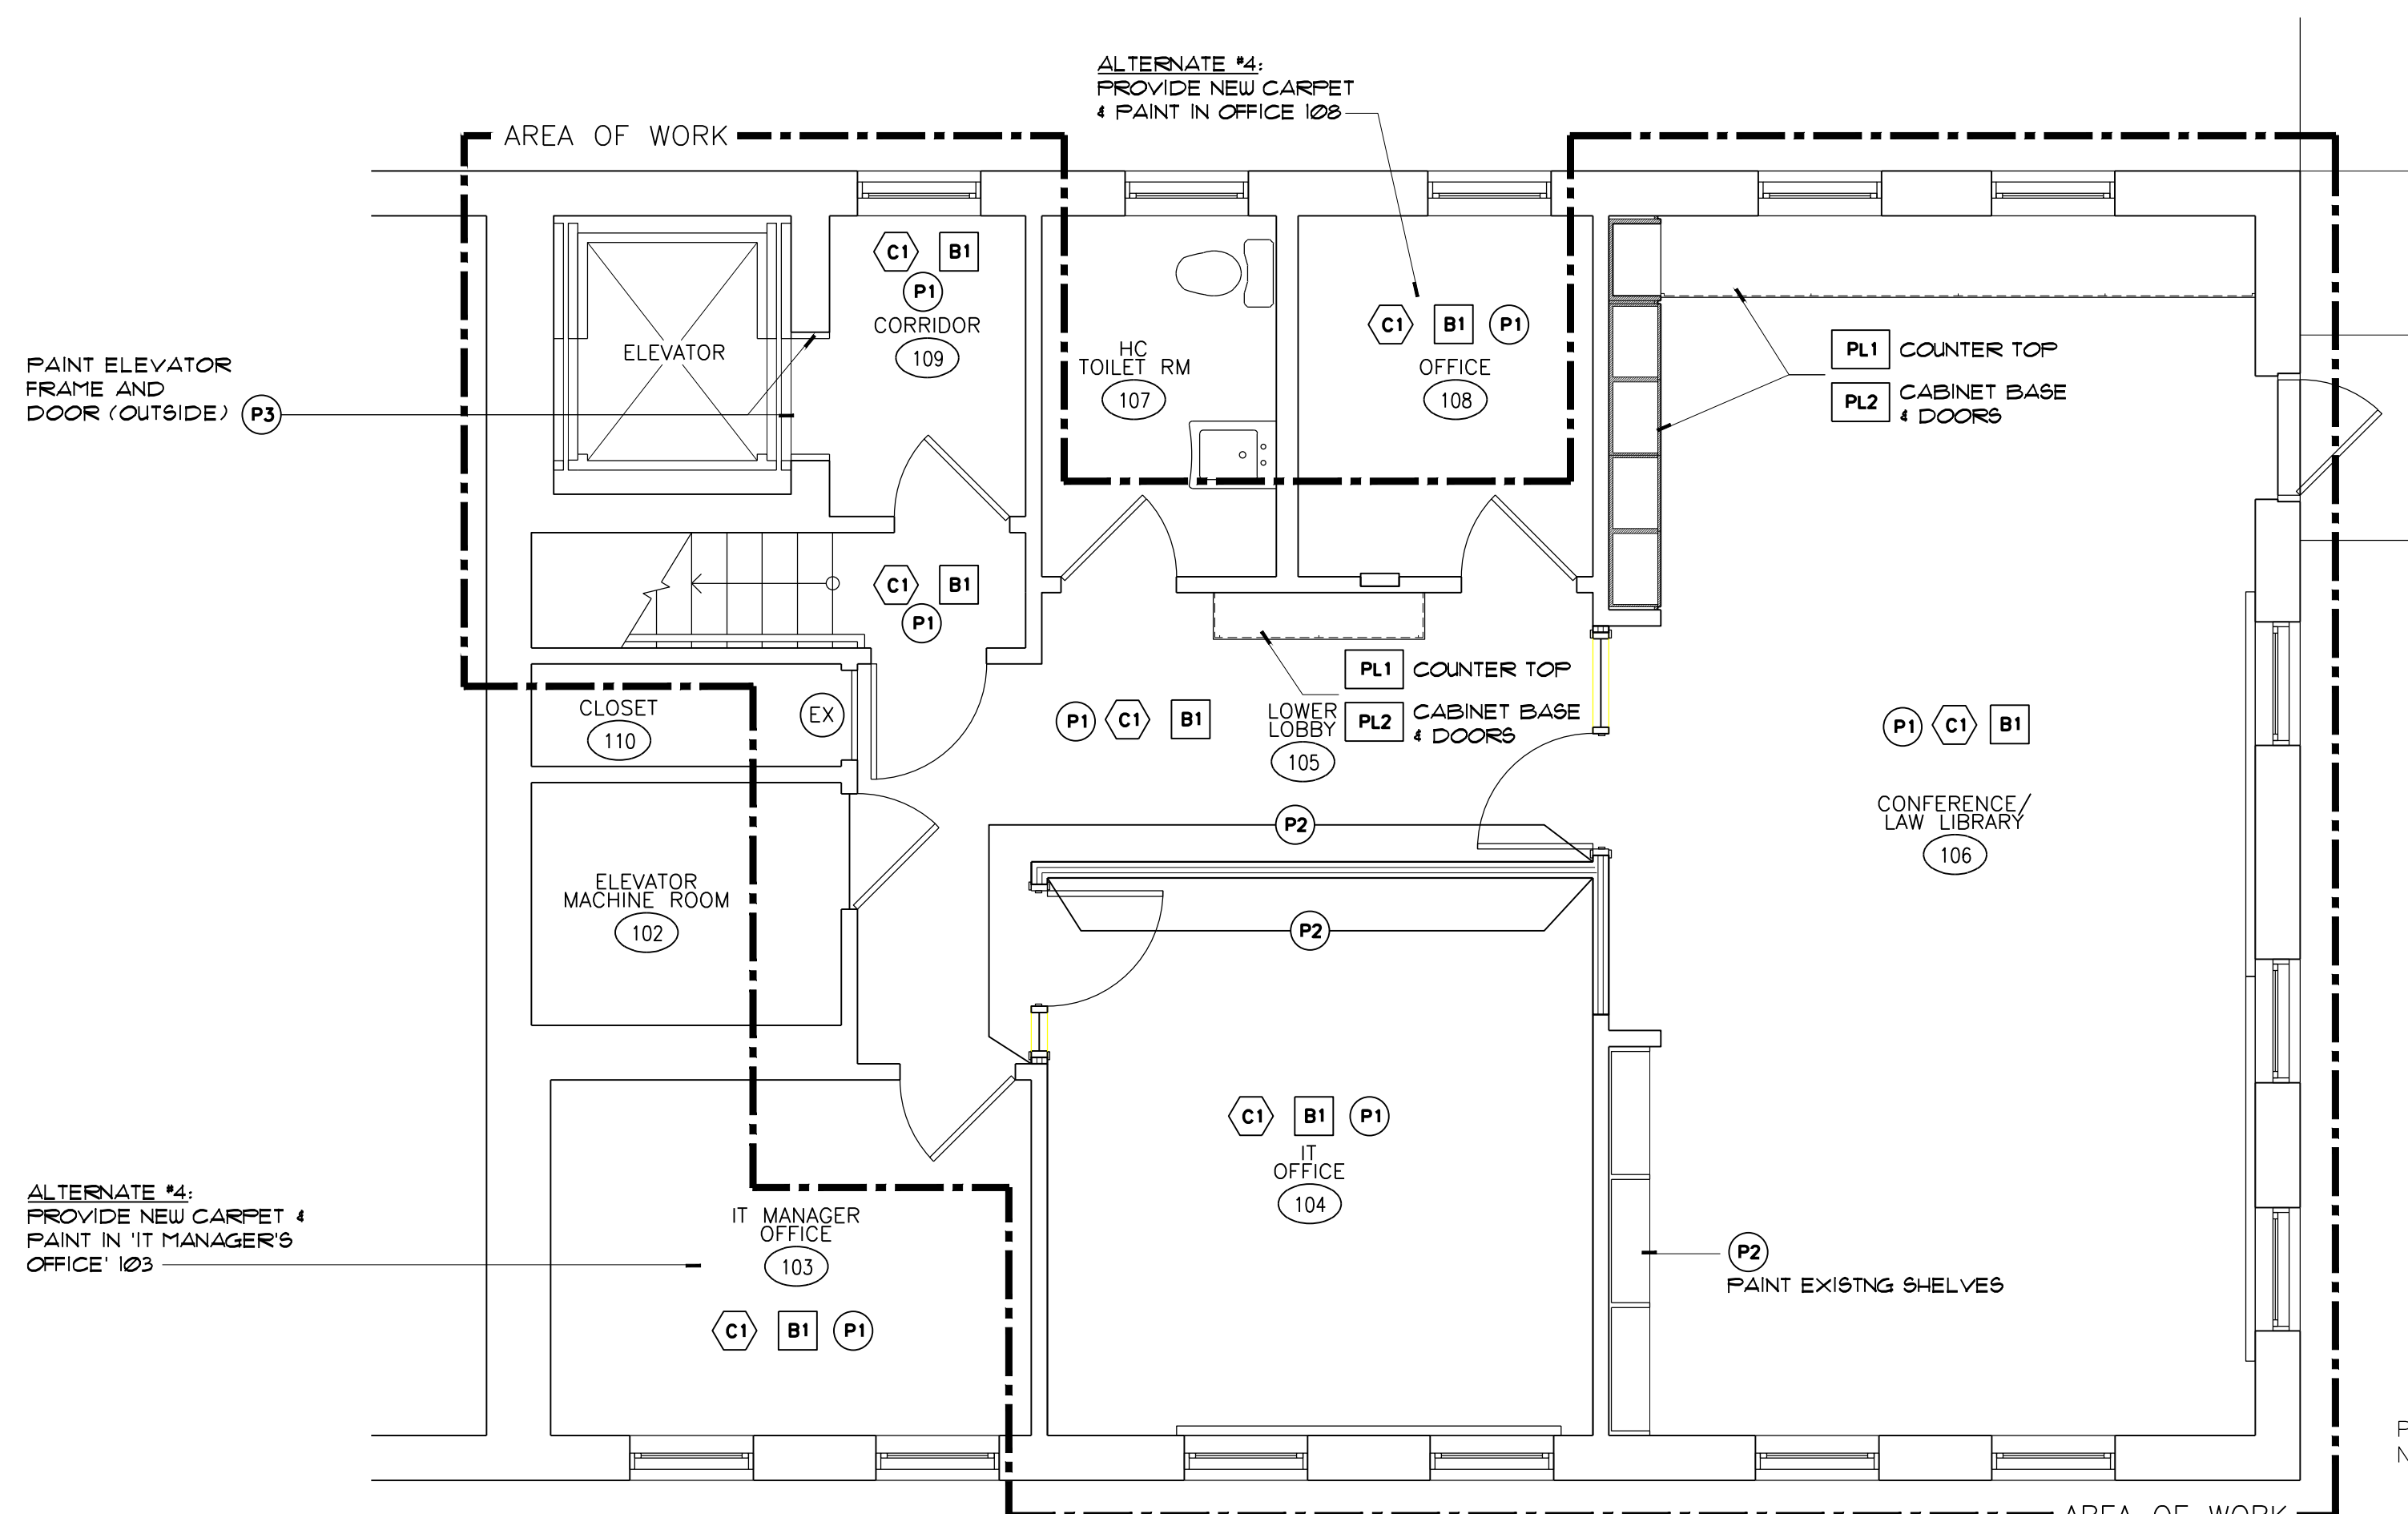 ALTERNATE #4:
PROVIDE NEW CARPET
& PAINT IN OFFICE 108
AREA OF WORK
C1 B1
P1
CORRIDOR
109
ELEVATOR
PAINT ELEVATOR
FRAME AND
DOOR (OUTSIDE) P3
HC
TOILET RM
107
C1 B1 P1
OFFICE
108
PL1 COUNTER TOP
PL2 CABINET BASE
& DOORS
C1 B1
P1
CLOSET
110
EX
P1 C1 B1
LOWER
LOBBY
105
PL1 COUNTER TOP
PL2 CABINET BASE
& DOORS
P1 C1 B1
CONFERENCE/
LAW LIBRARY
106
P2
ELEVATOR
MACHINE ROOM
102
P2
C1 B1 P1
IT
OFFICE
104
ALTERNATE #4:
PROVIDE NEW CARPET &
PAINT IN 'IT MANAGER'S
OFFICE' 103
IT MANAGER
OFFICE
103
C1 B1 P1
P2
PAINT EXISTNG SHELVES
AREA OF WORK